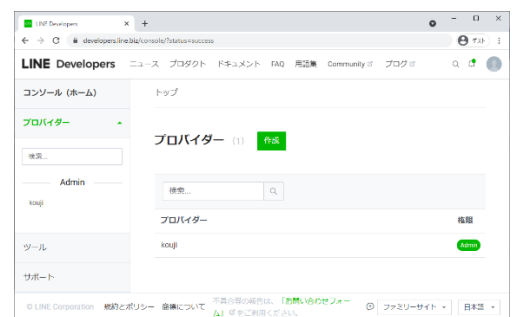 LINE Developers
developers.line.biz/console/?status=success
ゲスト
LINE Developers ニュース プロダクト ドキュメント FAQ 用語集 Community ブログ
コンソール（ホーム）
トップ
プロバイダー
プロバイダー (1) 作成
検索...
Admin
検索...
kouji
プロバイダー 権限
kouji Admin
ツール
サポート
© LINE Corporation 規約とポリシー 商標について
不具合等の報告は、「お問い合わせフォーム」をご利用ください。
ファミリーサイト
日本語